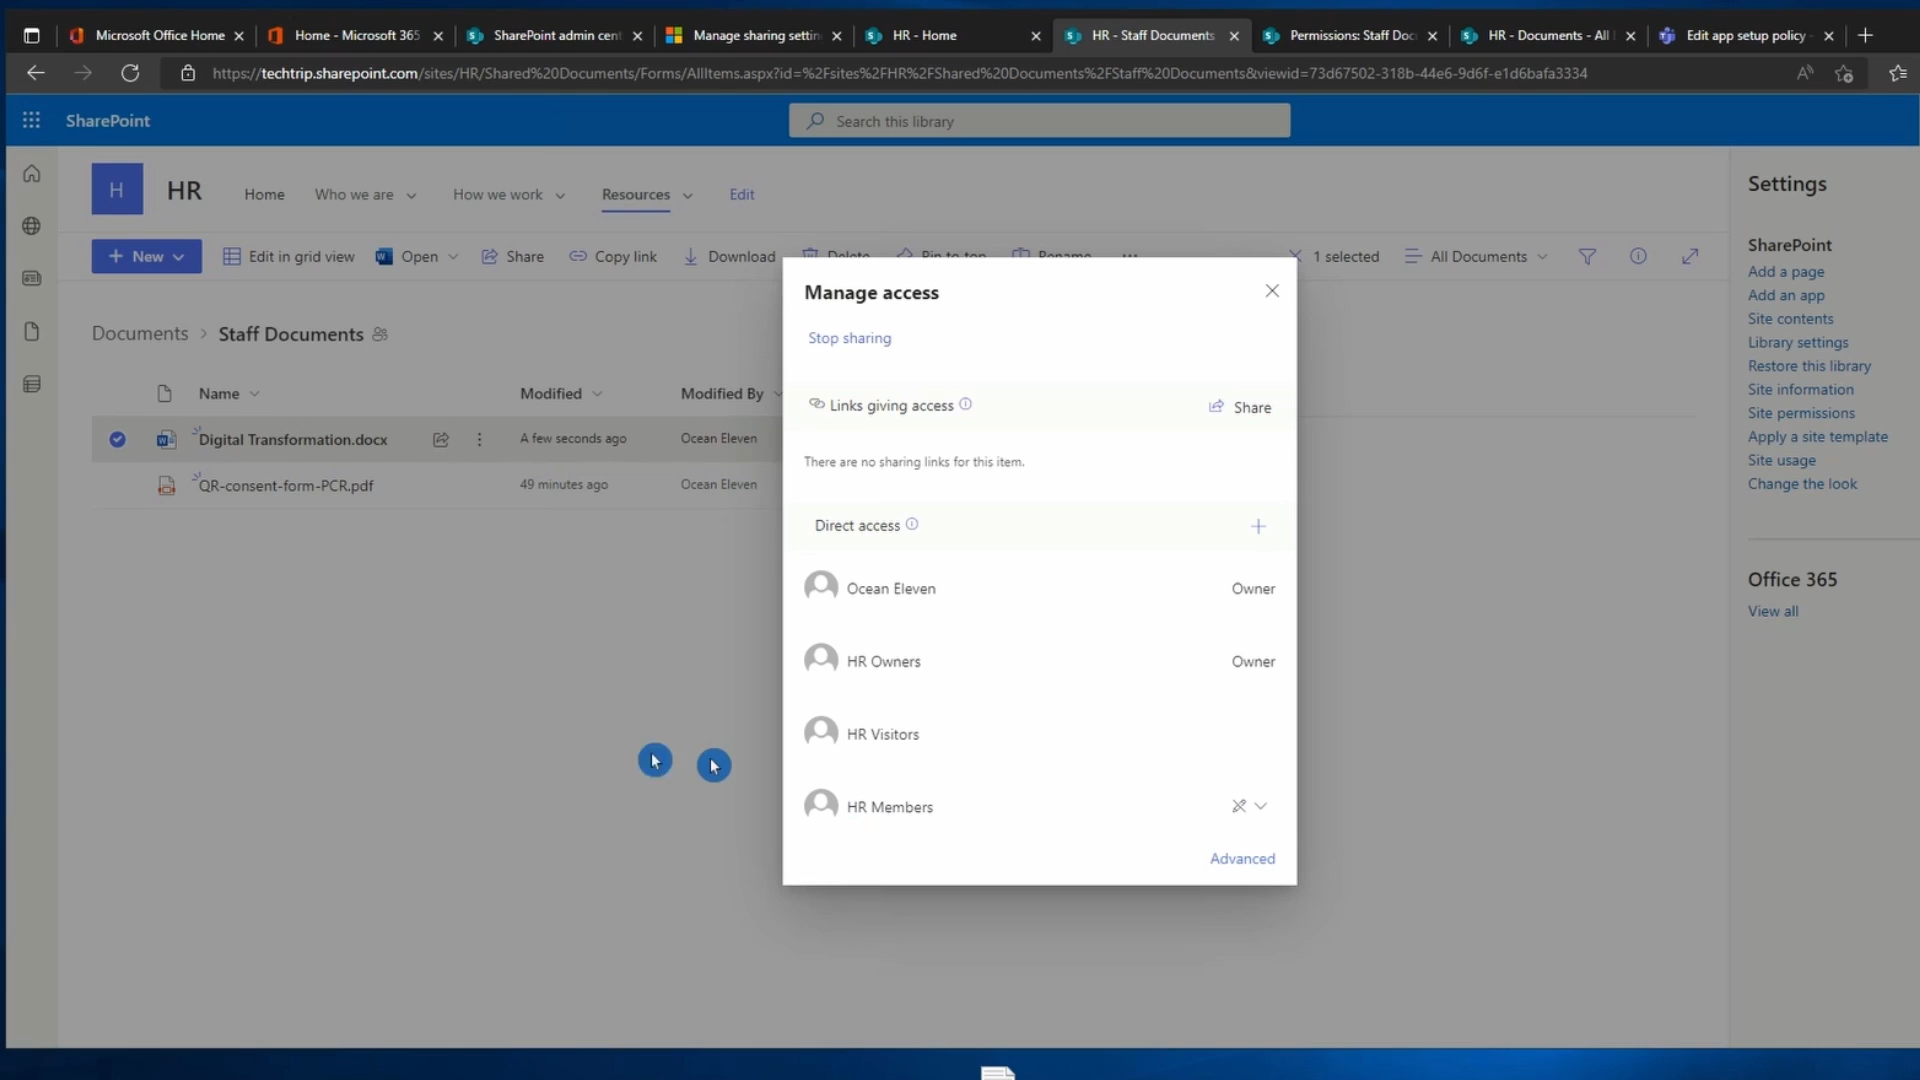 Microsoft Office Home
Home - Microsoft 365
SharePoint admin cent
Manage sharing settin
HR - Home
HR - Staff Documents
Permissions: Staff Doc
HR - Documents - All
Edit app setup policy -
https://techtrip.sharepoint.com/sites/HR/Shared%20Documents/Forms/AllItems.aspx?id=%2Fsites%2FHR%2FShared%20Documents%2FStaff%20Documents&viewid=73d67502-318b-44e6-9d6f-e1d6bafa3334
SharePoint
Search this library
H
HR
Home
Who we are
How we work
Resources
Edit
New
Edit in grid view
Open
Share
Copy link
Download
Delete
Pin to top
Rename
1 selected
All Documents
Documents > Staff Documents
Name
Modified
Modified By
Digital Transformation.docx
A few seconds ago
Ocean Eleven
QR-consent-form-PCR.pdf
49 minutes ago
Ocean Eleven
Manage access
Stop sharing
Links giving access
Share
There are no sharing links for this item.
Direct access
Ocean Eleven
Owner
HR Owners
Owner
HR Visitors
HR Members
Advanced
Settings
SharePoint
Add a page
Add an app
Site contents
Library settings
Restore this library
Site information
Site permissions
Apply a site template
Site usage
Change the look
Office 365
View all